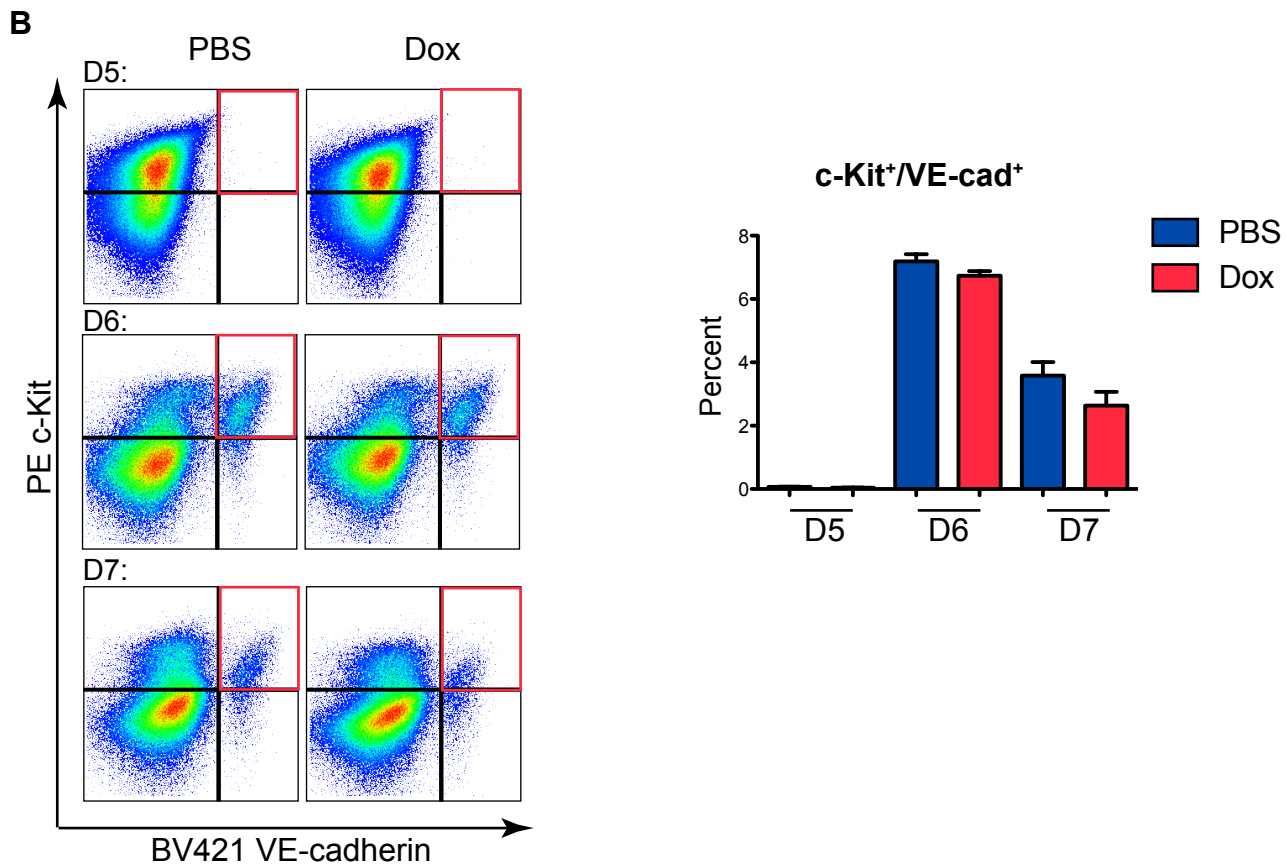 B
PBS Dox
D5:
D6:
D7:
PE c-Kit
BV421 VE-cadherin
c-Kit⁺/VE-cad⁺
PBS
Dox
Percent
8
6
4
2
0
D5 D6 D7